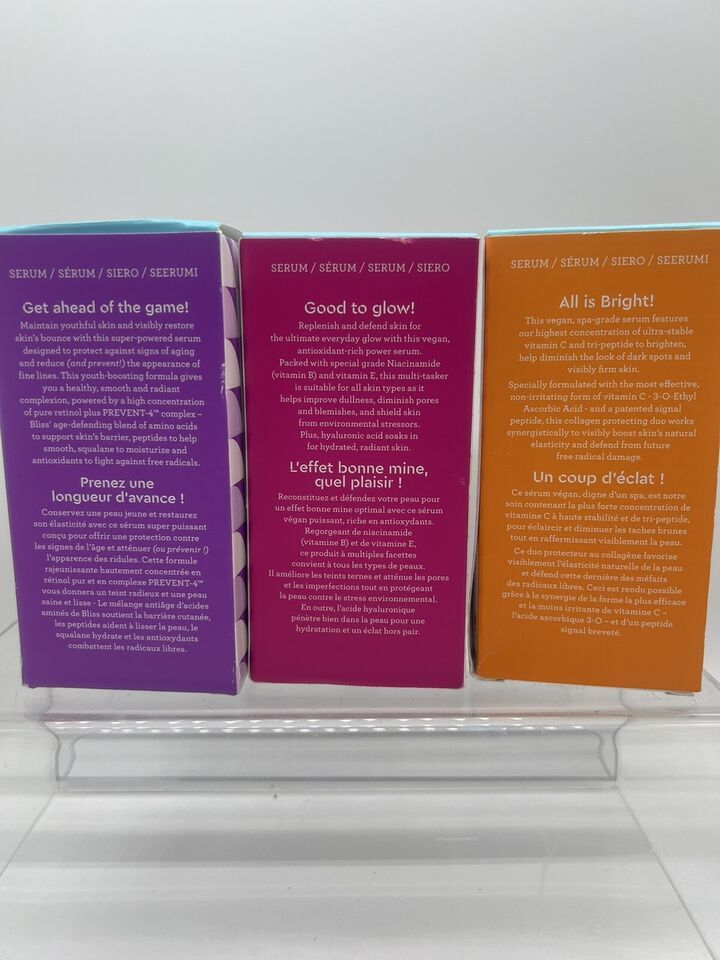 SERUM / SÉRUM / SIERO / SEERUMI
Get ahead of the game!
Maintain youthful skin and visibly restore
skin's bounce with this super-powered serum
designed to protect against signs of aging
and reduce (and prevent!) the appearance of
fine lines. This youth-boosting formula gives
you a healthy, smooth and radiant
complexion, powered by a high concentration
of pure retinol plus PREVENT-4™ complex –
Bliss' age-defending blend of amino acids
to support skin's barrier, peptides to help
smooth, squalane to moisturize and
antioxidants to fight against free radicals.
Prenez une
longueur d'avance !
Conservez une peau jeune et restaurez
son élasticité avec ce sérum super puissant
conçu pour offrir une protection contre
les signes de l'âge et atténuer (ou prévenir !)
l'apparence des ridules. Cette formule
rajeunissante hautement concentrée en
rétinol pur et en complexe PREVENT-4™
vous donnera un teint radieux et une peau
saine et lisse - Le mélange antiâge d'acides
aminés de Bliss soutient la barrière cutanée,
les peptides aident à lisser la peau, le
squalane hydrate et les antioxydants
combattent les radicaux libres.
SERUM / SÉRUM / SERUM / SIERO
Good to glow!
Replenish and defend skin for
the ultimate everyday glow with this vegan,
antioxidant-rich power serum.
Packed with special grade Niacinamide
(vitamin B) and vitamin E, this multi-tasker
is suitable for all skin types as it
helps improve dullness, diminish pores
and blemishes, and shield skin
from environmental stressors.
Plus, hyaluronic acid soaks in
for hydrated, radiant skin.
L'effet bonne mine,
quel plaisir !
Reconstituez et défendez votre peau pour
un effet bonne mine optimal avec ce sérum
végan puissant, riche en antioxydants.
Regorgeant de niacinamide
(vitamine B) et de vitamine E,
ce produit à multiples facettes
convient à tous les types de peaux.
Il améliore les teints ternes et atténue les pores
et les imperfections tout en protégeant
la peau contre le stress environnemental.
En outre, l'acide hyaluronique
pénètre bien dans la peau pour une
hydratation et un éclat hors pair.
SERUM / SÉRUM / SIERO / SEERUMI
All is Bright!
This vegan, spa-grade serum features
our highest concentration of ultra-stable
vitamin C and tri-peptide to brighten,
help diminish the look of dark spots and
visibly firm skin.
Specially formulated with the most effective,
non-irritating form of vitamin C - 3-O-Ethyl
Ascorbic Acid - and a patented signal
peptide, this collagen protecting duo works
synergistically to visibly boost skin's natural
elasticity and defend from future
free radical damage.
Un coup d'éclat !
Ce sérum végan, digne d'un spa, est notre
soin contenant la plus forte concentration de
vitamine C à haute stabilité et de tri-peptide,
pour éclaircir et diminuer les taches brunes
tout en raffermissant visiblement la peau.
Ce duo protecteur au collagène favorise
visiblement l'élasticité naturelle de la peau
et défend cette dernière des méfaits
des radicaux libres. Ceci est rendu possible
grâce à la synergie de la forme la plus efficace
et la moins irritante de vitamine C –
l'acide ascorbique 3-O – et d'un peptide
signal breveté.